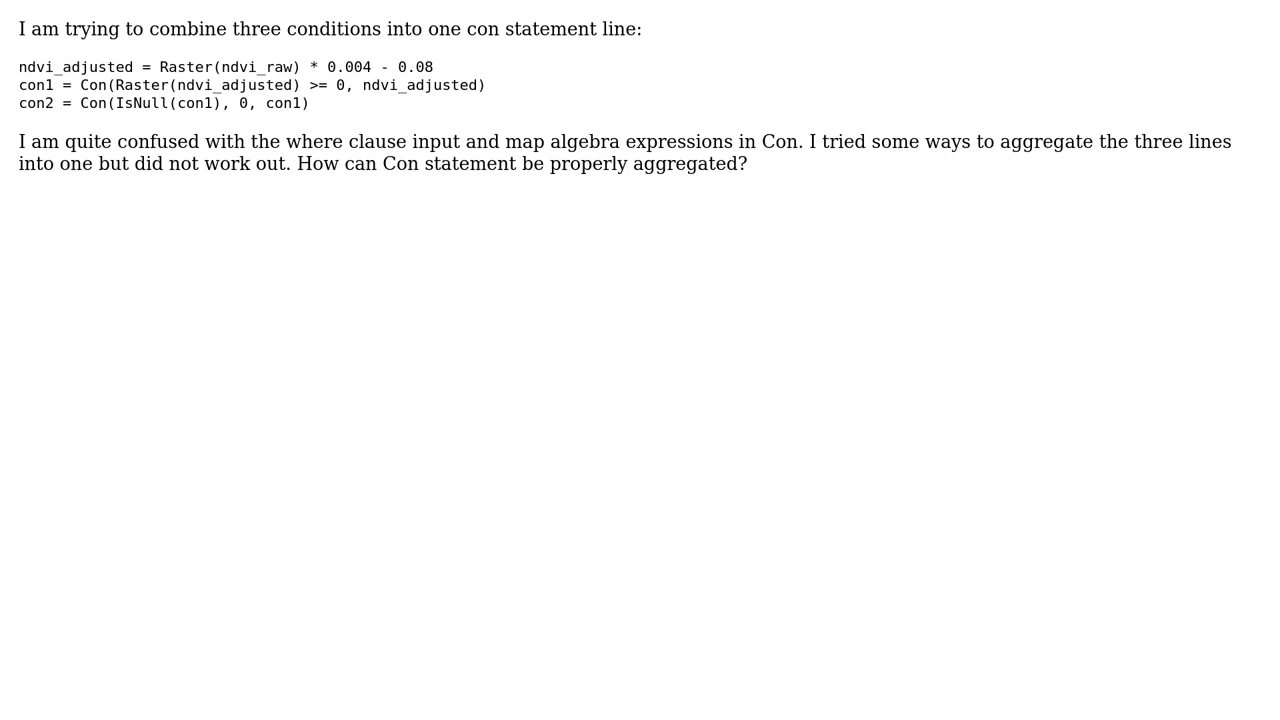 I am trying to combine three conditions into one con statement line:
ndvi_adjusted = Raster(ndvi_raw) * 0.004 - 0.08
con1 = Con(Raster(ndvi_adjusted) >= 0, ndvi_adjusted)
con2 = Con(IsNull(con1), 0, con1)
I am quite confused with the where clause input and map algebra expressions in Con. I tried some ways to aggregate the three lines
into one but did not work out. How can Con statement be properly aggregated?